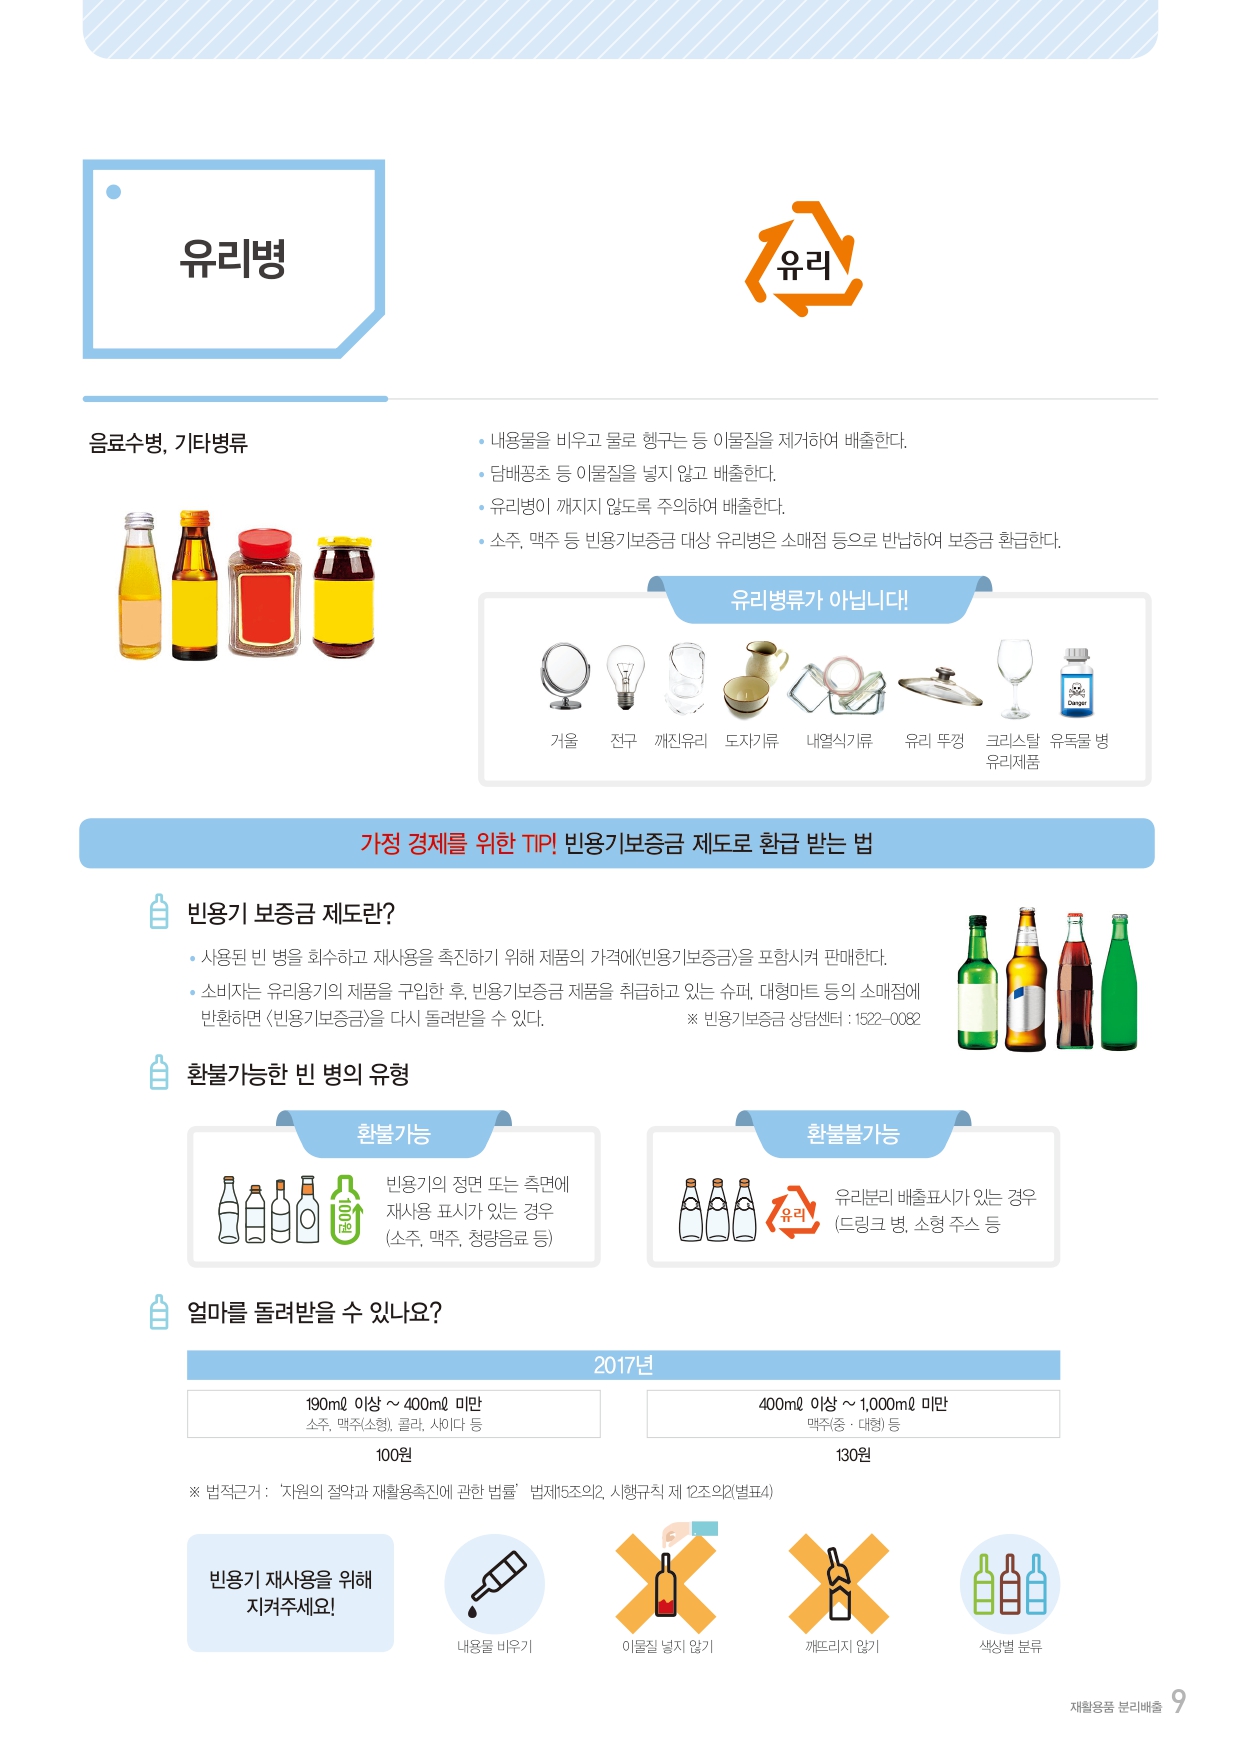 유리병
유리
음료수병, 기타병류
• 내용물을 비우고 물로 헹구는 등 이물질을 제거하여 배출한다.
• 담배꽁초 등 이물질을 넣지 않고 배출한다.
• 유리병이 깨지지 않도록 주의하여 배출한다.
• 소주, 맥주 등 빈용기보증금 대상 유리병은 소매점 등으로 반납하여 보증금 환급한다.
유리병류가 아닙니다!
Danger
거울 전구 깨진유리 도자기류 내열식기류 유리 뚜껑 크리스탈 유독물 병
유리제품
가정 경제를 위한 TIP! 빈용기보증금 제도로 환급 받는 법
빈용기 보증금 제도란?
• 사용된 빈 병을 회수하고 재사용을 촉진하기 위해 제품의 가격에<빈용기보증금>을 포함시켜 판매한다.
• 소비자는 유리용기의 제품을 구입한 후, 빈용기보증금 제품을 취급하고 있는 슈퍼, 대형마트 등의 소매점에
반환하면 <빈용기보증금>을 다시 돌려받을 수 있다. ※ 빈용기보증금 상담센터 : 1522-0082
환불가능한 빈 병의 유형
환불가능
100원
빈용기의 정면 또는 측면에
재사용 표시가 있는 경우
(소주, 맥주, 청량음료 등)
환불불가능
유리
유리분리 배출표시가 있는 경우
(드링크 병, 소형 주스 등
얼마를 돌려받을 수 있나요?
2017년
190㎖ 이상 ~ 400㎖ 미만
소주, 맥주(소형), 콜라, 사이다 등
100원
400㎖ 이상 ~ 1,000㎖ 미만
맥주(중 · 대형) 등
130원
※ 법적근거 : ‘자원의 절약과 재활용촉진에 관한 법률’ 법제15조의2, 시행규칙 제 12조의2(별표4)
빈용기 재사용을 위해
지켜주세요!
내용물 비우기
이물질 넣지 않기
깨뜨리지 않기
색상별 분류
재활용품 분리배출 9